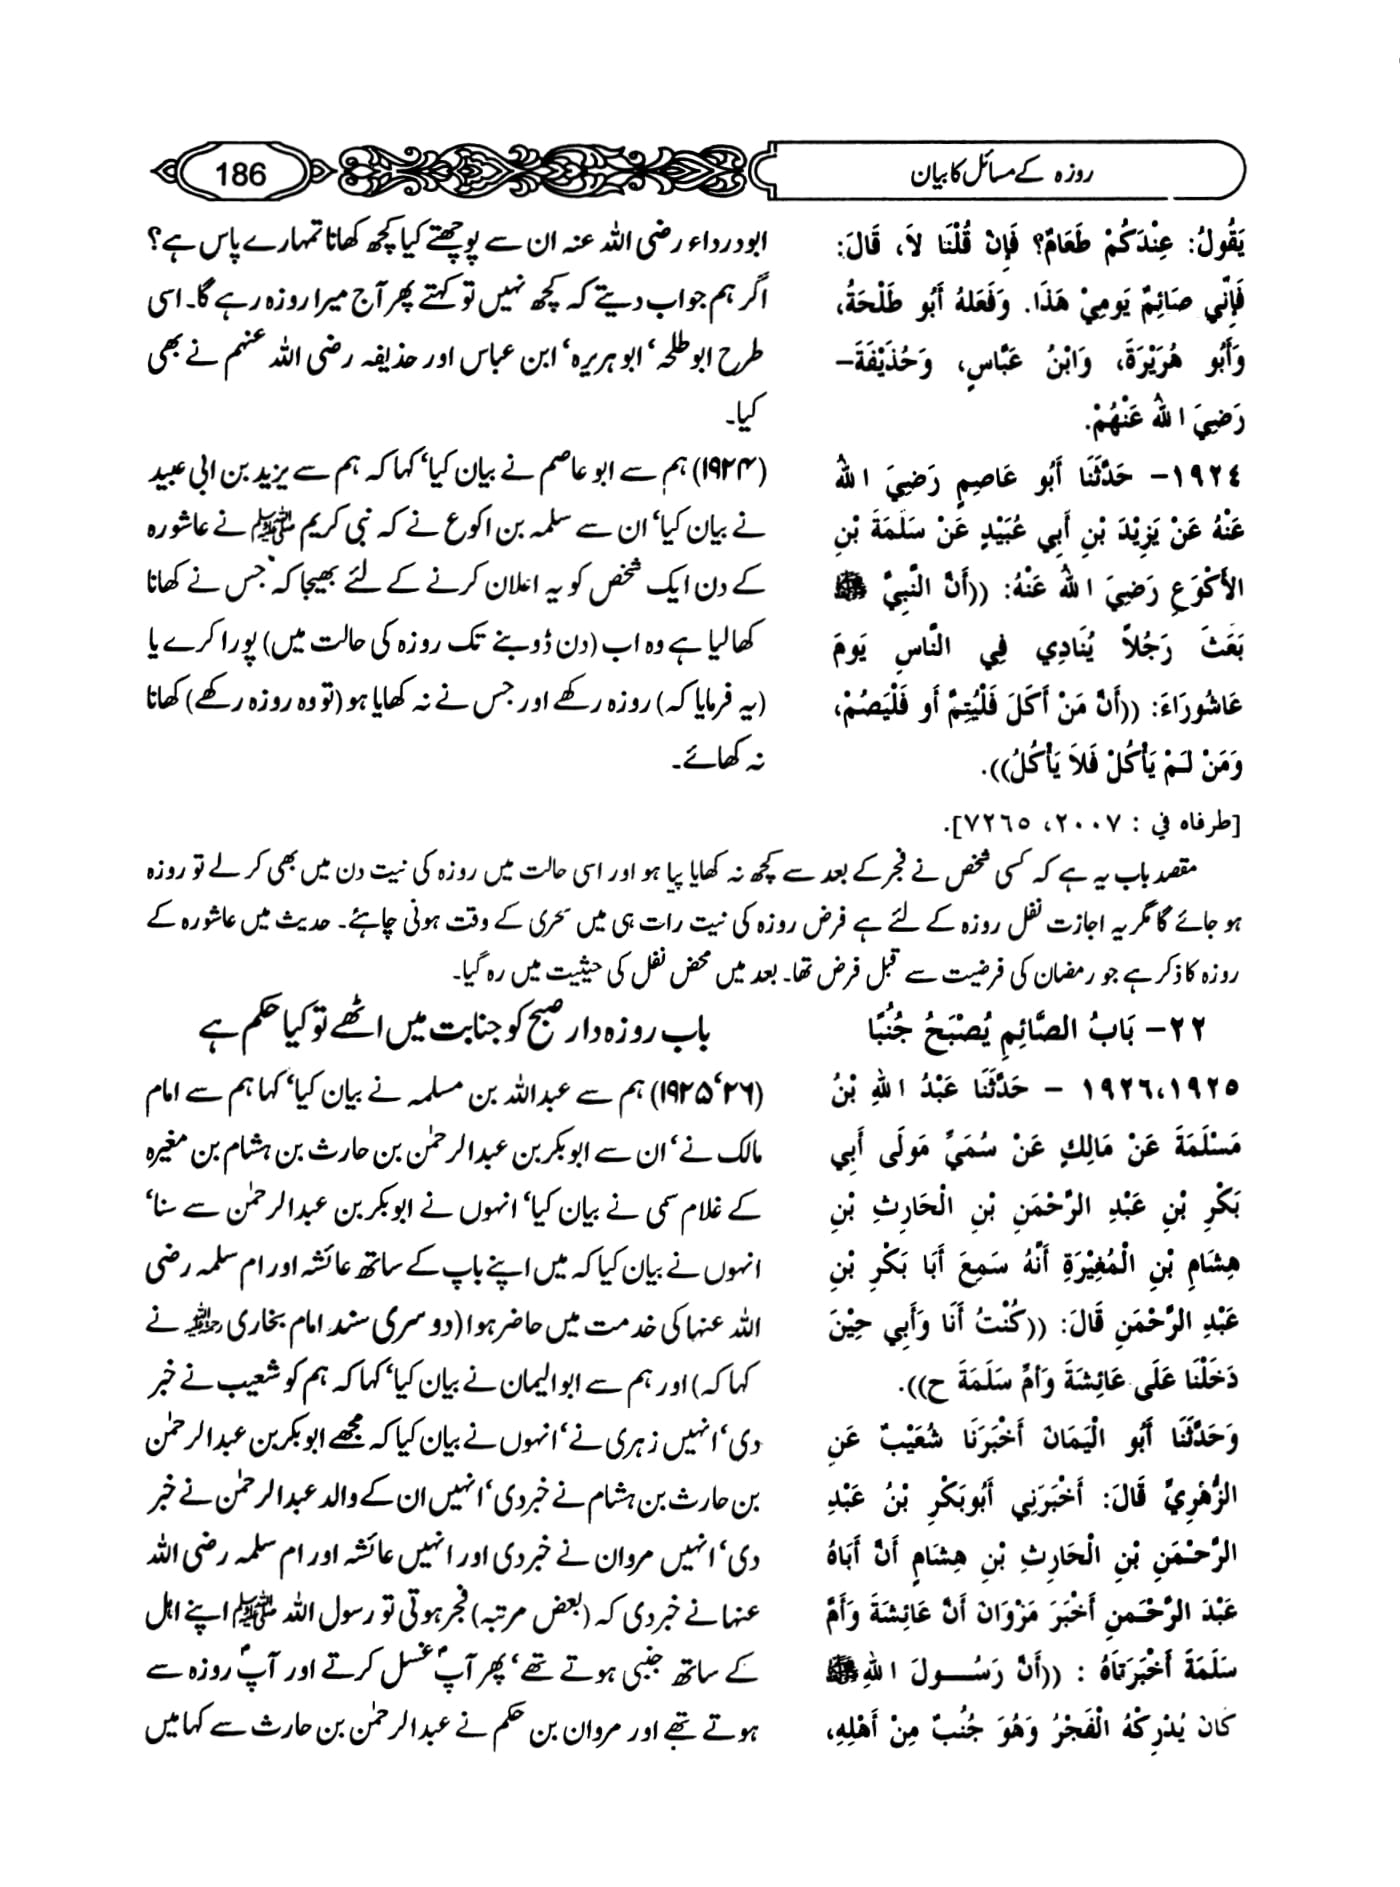 روزہ کے مسائل کا بیان
186
يَقُولُ: عِنْدَكُمْ طَعَامٌ؟ فَإِنْ قُلْنَا لاَ، قَالَ:
فَإِنِّي صَائِمٌ يَومِيْ هَذَا. وَفَعَلَهُ أَبُو طَلْحَةُ،
وَأَبُو هُرَيْرَةَ، وَابْنُ عَبَّاسٍ، وَحُذَيْفَةَ–
رَضِيَ اللهُ عَنْهُمْ.
١٩٢٤- حَدَّثَنَا أَبُو عَاصِمٍ رَضِيَ اللهُ
عَنْهُ عَنْ يَزِيْدَ بْنِ أَبِي عُبَيْدٍ عَنْ سَلَمَةَ بْنِ
الأَكْوَعِ رَضِيَ اللهُ عَنْهُ: ((أَنَّ النَّبِيَّ ﷺ
بَعَثَ رَجُلاً يُنَادِي فِي النَّاسِ يَومَ
عَاشُورَاءَ: ((أَنَّ مَنْ أَكَلَ فَلْيُتِمَّ أَو فَلْيَصُمْ،
وَمَنْ لَـمْ يَأْكُلْ فَلاَ يَأْكُلُ)).
[طرفاه في : ٢٠٠٧، ٧٢٦٥].
ابودرداء رضی اللہ عنہ ان سے پوچھتے کیا کچھ کھانا تمہارے پاس ہے؟
اگر ہم جواب دیتے کہ کچھ نہیں تو کہتے پھر آج میرا روزہ رہے گا۔ اسی
طرح ابوطلحہ‘ ابوہریرہ‘ ابن عباس اور حذیفہ رضی اللہ عنہم نے بھی
کیا۔
(۱۹۲۴) ہم سے ابوعاصم نے بیان کیا‘ کہا کہ ہم سے یزید بن ابی عبید
نے بیان کیا‘ ان سے سلمہ بن اکوع نے کہ نبی کریم ﷺ نے عاشورہ
کے دن ایک شخص کو یہ اعلان کرنے کے لئے بھیجا کہ جس نے کھانا
کھا لیا ہے وہ اب (دن ڈوبنے تک روزہ کی حالت میں) پورا کرے یا
(یہ فرمایا کہ) روزہ رکھے اور جس نے نہ کھایا ہو (تو وہ روزہ رکھے) کھانا
نہ کھائے۔
مقصد باب یہ ہے کہ کسی شخص نے فجر کے بعد سے کچھ نہ کھایا پیا ہو اور اسی حالت میں روزہ کی نیت دن میں بھی کر لے تو روزہ
ہو جائے گا مگر یہ اجازت نفل روزہ کے لئے ہے فرض روزہ کی نیت رات ہی میں سحری کے وقت ہونی چاہئے۔ حدیث میں عاشورہ کے
روزہ کا ذکر ہے جو رمضان کی فرضیت سے قبل فرض تھا۔ بعد میں محض نفل کی حیثیت میں رہ گیا۔
٢٢- بَابُ الصَّائِمِ يُصْبَحُ جُنُبًا
باب روزہ دار صبح کو جنابت میں اٹھے تو کیا حکم ہے
١٩٢٥،١٩٢٦ – حَدَّثَنَا عَبْدُ اللهِ بْنُ
مَسْلَمَةَ عَنْ مَالِكٍ عَنْ سُمَيٍّ مَولَى أَبِي
بَكْرِ بْنِ عَبْدِ الرَّحْمَنِ بْنِ الْحَارِثِ بْنِ
هِشَامِ بْنِ الْمُغِيْرَةِ أَنَّهُ سَمِعَ أَبَا بَكْرِ بْنِ
عَبْدِ الرَّحْمَنِ قَالَ: ((كُنْتُ أَنَا وَأَبِي حِيْنَ
دَخَلْنَا عَلَى عَائِشَةَ وَأُمِّ سَلَمَةَ ح)).
وَحَدَّثَنَا أَبُو الْيَمَانَ أَخْبَرَنَا شُعَيْبٌ عَنِ
الزُّهْرِيِّ قَالَ: أَخْبَرَنِي أَبُوبَكْرِ بْنُ عَبْدِ
الرَّحْـمَنِ بْنِ الْحَارِثِ بْنِ هِشَامٍ أَنَّ أَبَاهُ
عَبْدَ الرَّحْـمَنِ أَخْبَرَ مَرْوَانَ أَنَّ عَائِشَةَ وَأُمَّ
سَلَمَةَ أَخْبَرَتَاهُ : ((أَنَّ رَسُـــولَ اللهِ ﷺ
كَانَ يُدْرِكْهُ الْفَجْرُ وَهُوَ جُنُبٌ مِنْ أَهْلِهِ،
(۱۹۲۵‘۲۶) ہم سے عبداللہ بن مسلمہ نے بیان کیا‘ کہا ہم سے امام
مالک نے‘ ان سے ابوبکر بن عبدالرحمٰن بن حارث بن ہشام بن مغیرہ
کے غلام سمی نے بیان کیا‘ انہوں نے ابوبکر بن عبدالرحمٰن سے سنا‘
انہوں نے بیان کیا کہ میں اپنے باپ کے ساتھ عائشہ اور ام سلمہ رضی
اللہ عنہا کی خدمت میں حاضر ہوا (دوسری سند امام بخاری رحمہ اللہ نے
کہا کہ) اور ہم سے ابوالیمان نے بیان کیا‘ کہا کہ ہم کو شعیب نے خبر
دی‘ انہیں زہری نے‘ انہوں نے بیان کیا کہ مجھے ابوبکر بن عبدالرحمٰن
بن حارث بن ہشام نے خبر دی‘ انہیں ان کے والد عبدالرحمٰن نے خبر
دی‘ انہیں مروان نے خبر دی اور انہیں عائشہ اور ام سلمہ رضی اللہ
عنہا نے خبر دی کہ (بعض مرتبہ) فجر ہوتی تو رسول اللہ ﷺ اپنے اہل
کے ساتھ جنبی ہوتے تھے‘ پھر آپؐ غسل کرتے اور آپؐ روزہ سے
ہوتے تھے اور مروان بن حکم نے عبدالرحمٰن بن حارث سے کہا میں